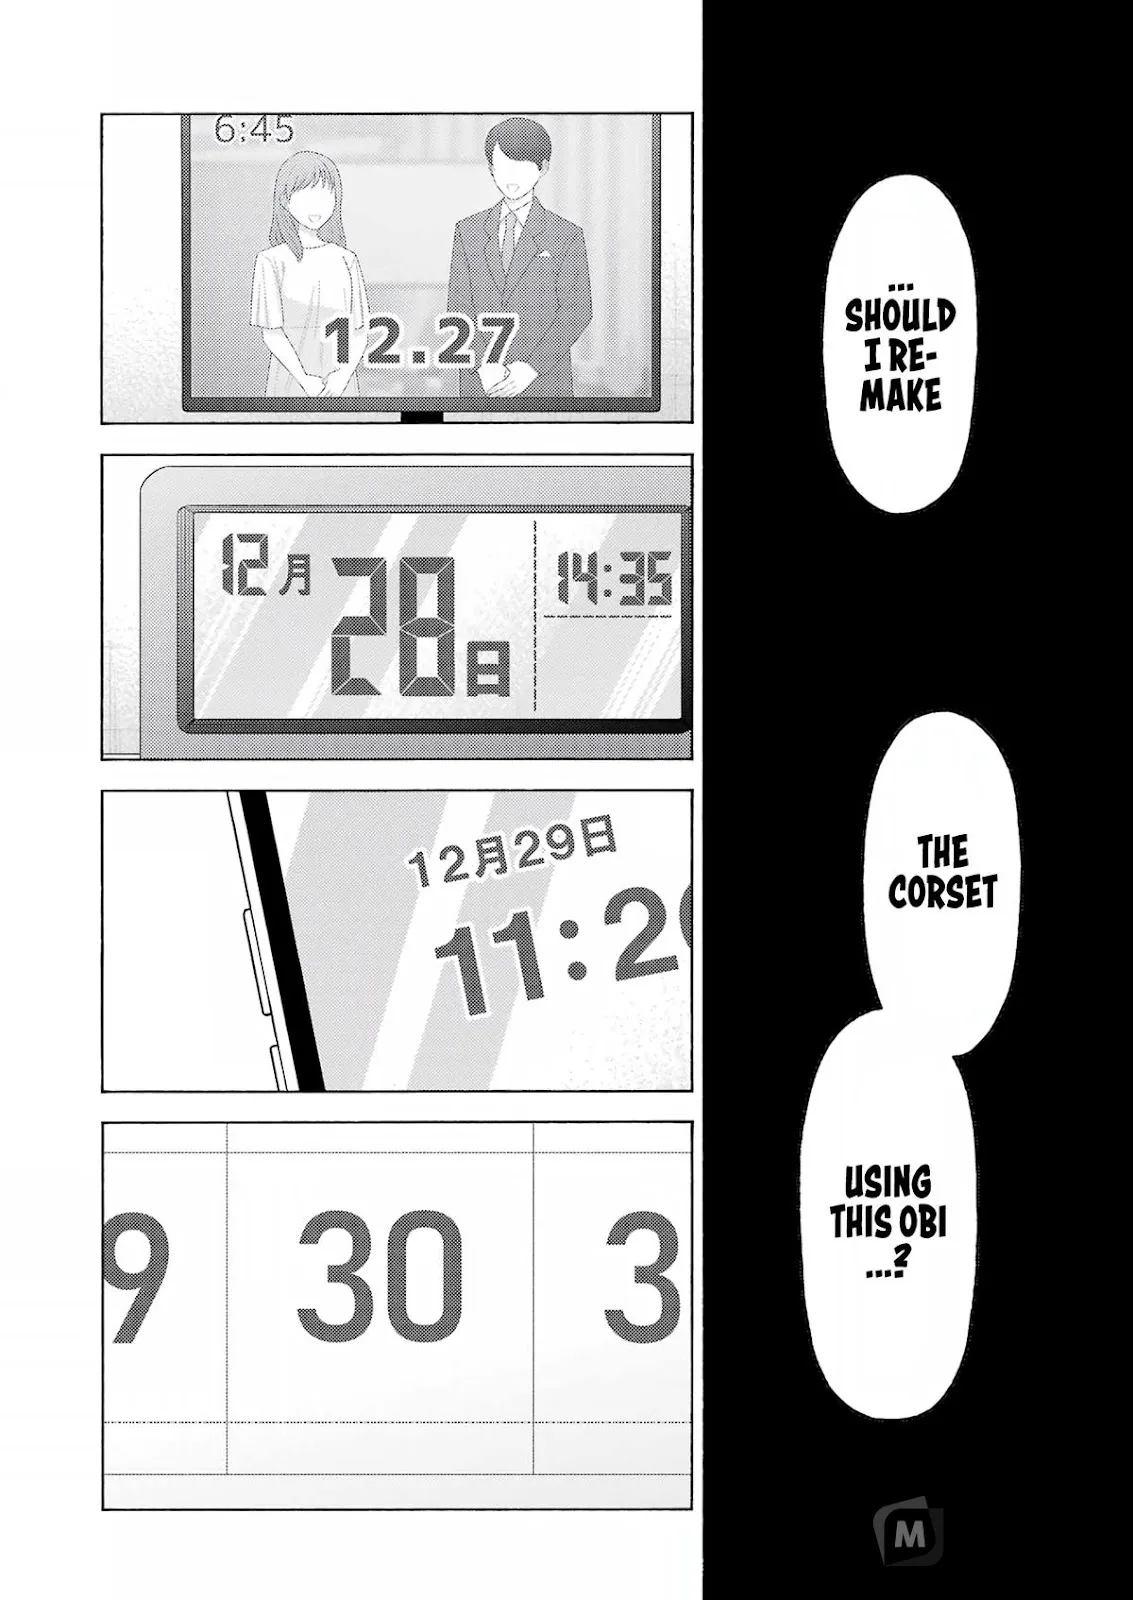 ...
SHOULD
I RE-
MAKE
THE
CORSET
USING
THIS OBI
....?
6:45
12.27
12月 28日
14:35
12月29日
11:29
9 30 3
M